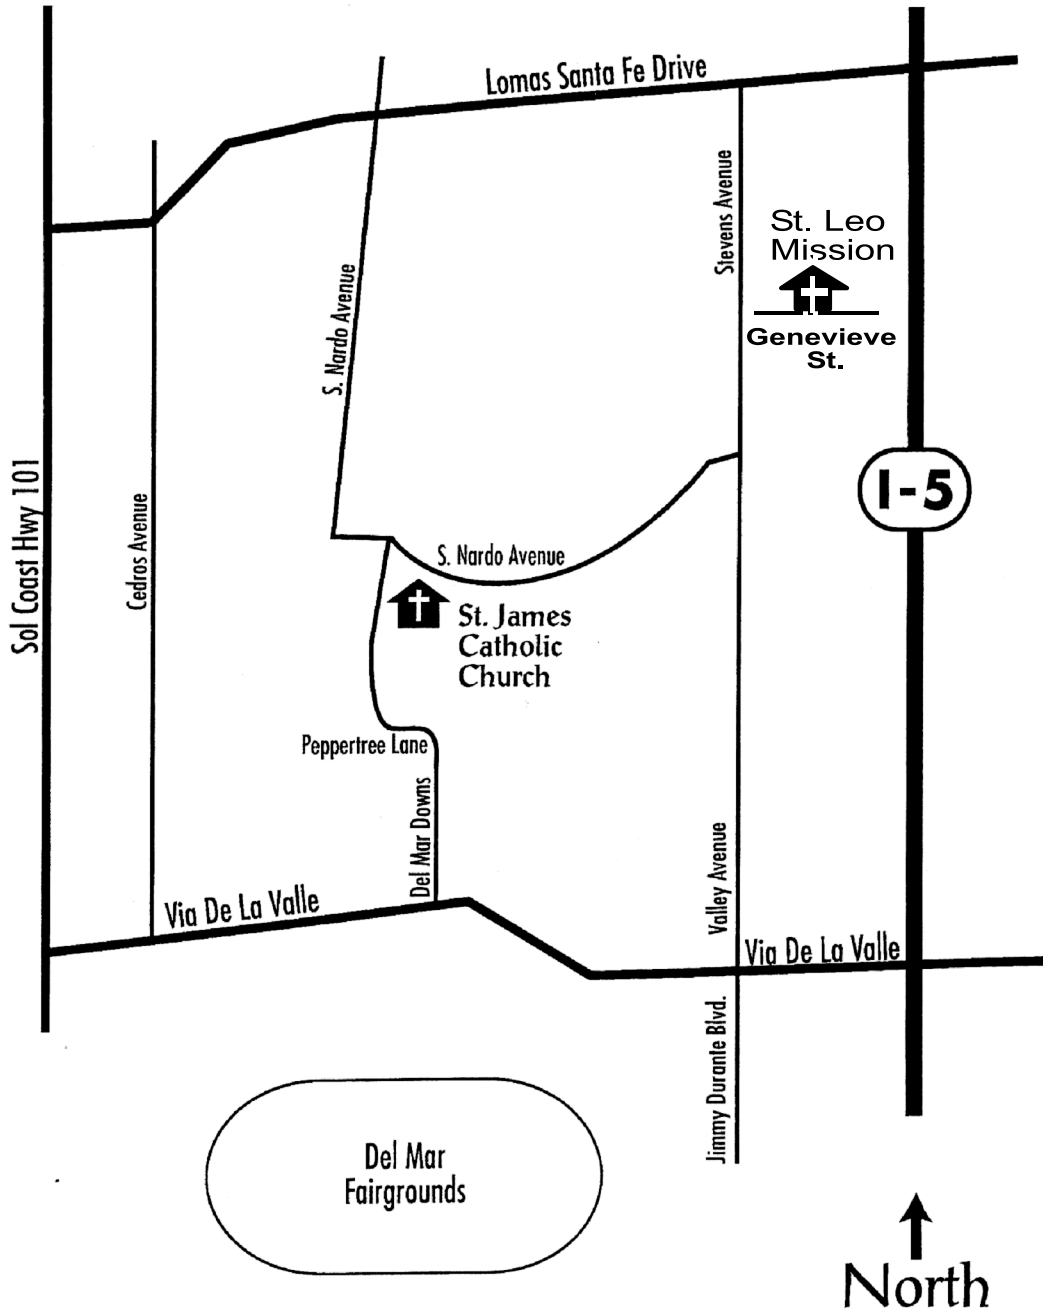 Lomas Santa Fe Drive
Stevens Avenue
St. Leo
Mission
Genevieve
St.
S. Nardo Avenue
I-5
Sol Coast Hwy 101
Cedros Avenue
S. Nardo Avenue
St. James
Catholic
Church
Peppertree Lane
Del Mar Downs
Valley Avenue
Via De La Valle
Via De La Valle
Jimmy Durante Blvd.
Del Mar
Fairgrounds
North